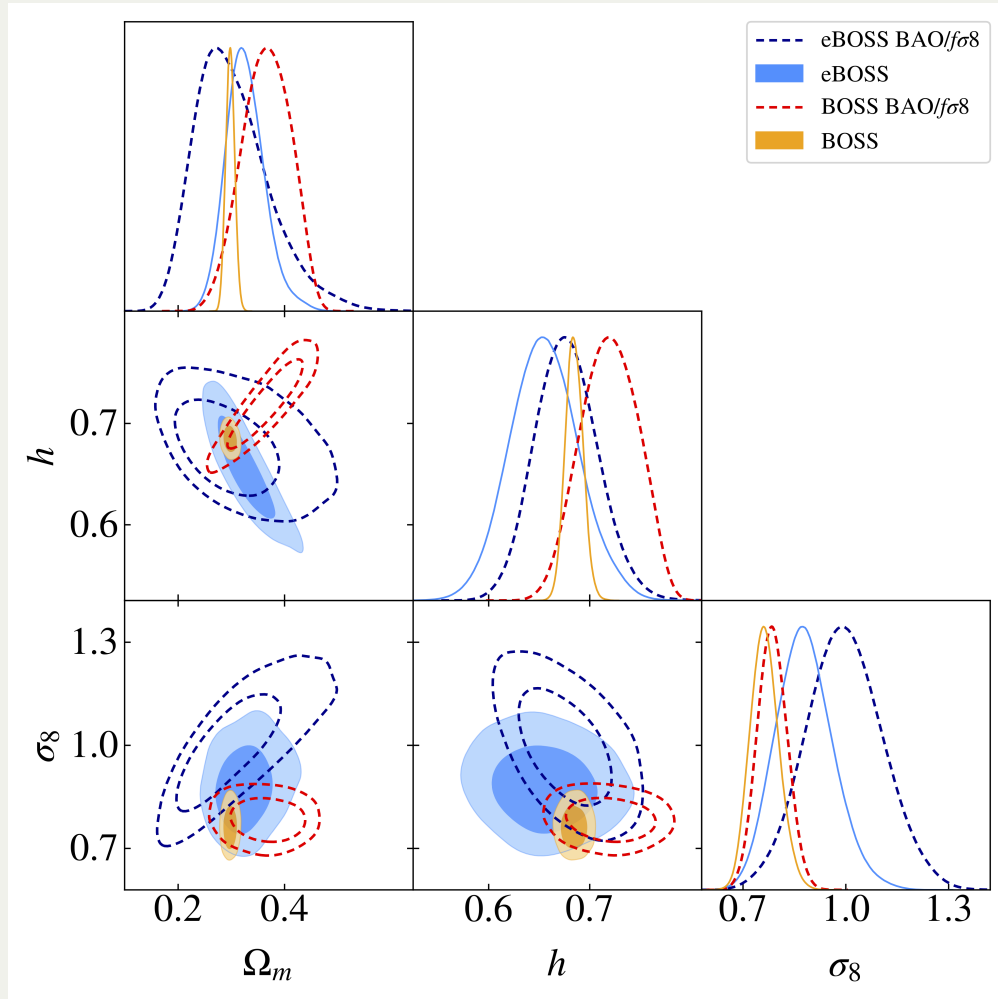 eBOSS BAO/fσ8
eBOSS
BOSS BAO/fσ8
BOSS
h
0.7
0.6
σ₈
1.3
1.0
0.7
0.2 0.4
0.6 0.7
0.7 1.0 1.3
Ωₘ
h
σ₈